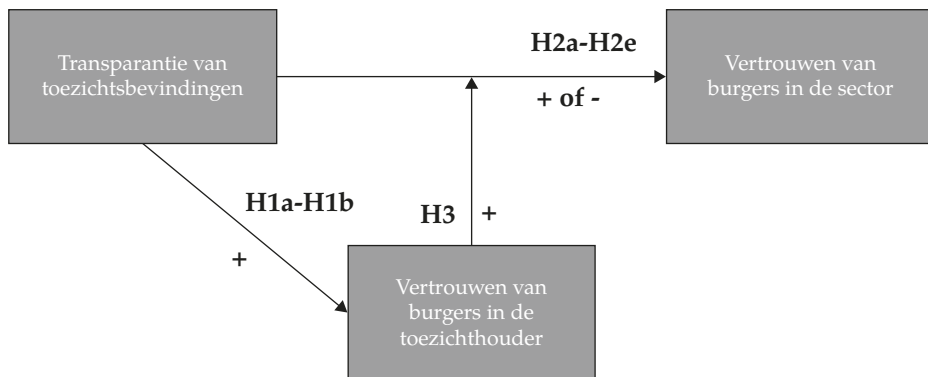 Transparantie van
toezichtsbevindingen
H2a-H2e
+ of -
Vertrouwen van
burgers in de sector
H1a-H1b
+
H3
+
Vertrouwen van
burgers in de
toezichthouder